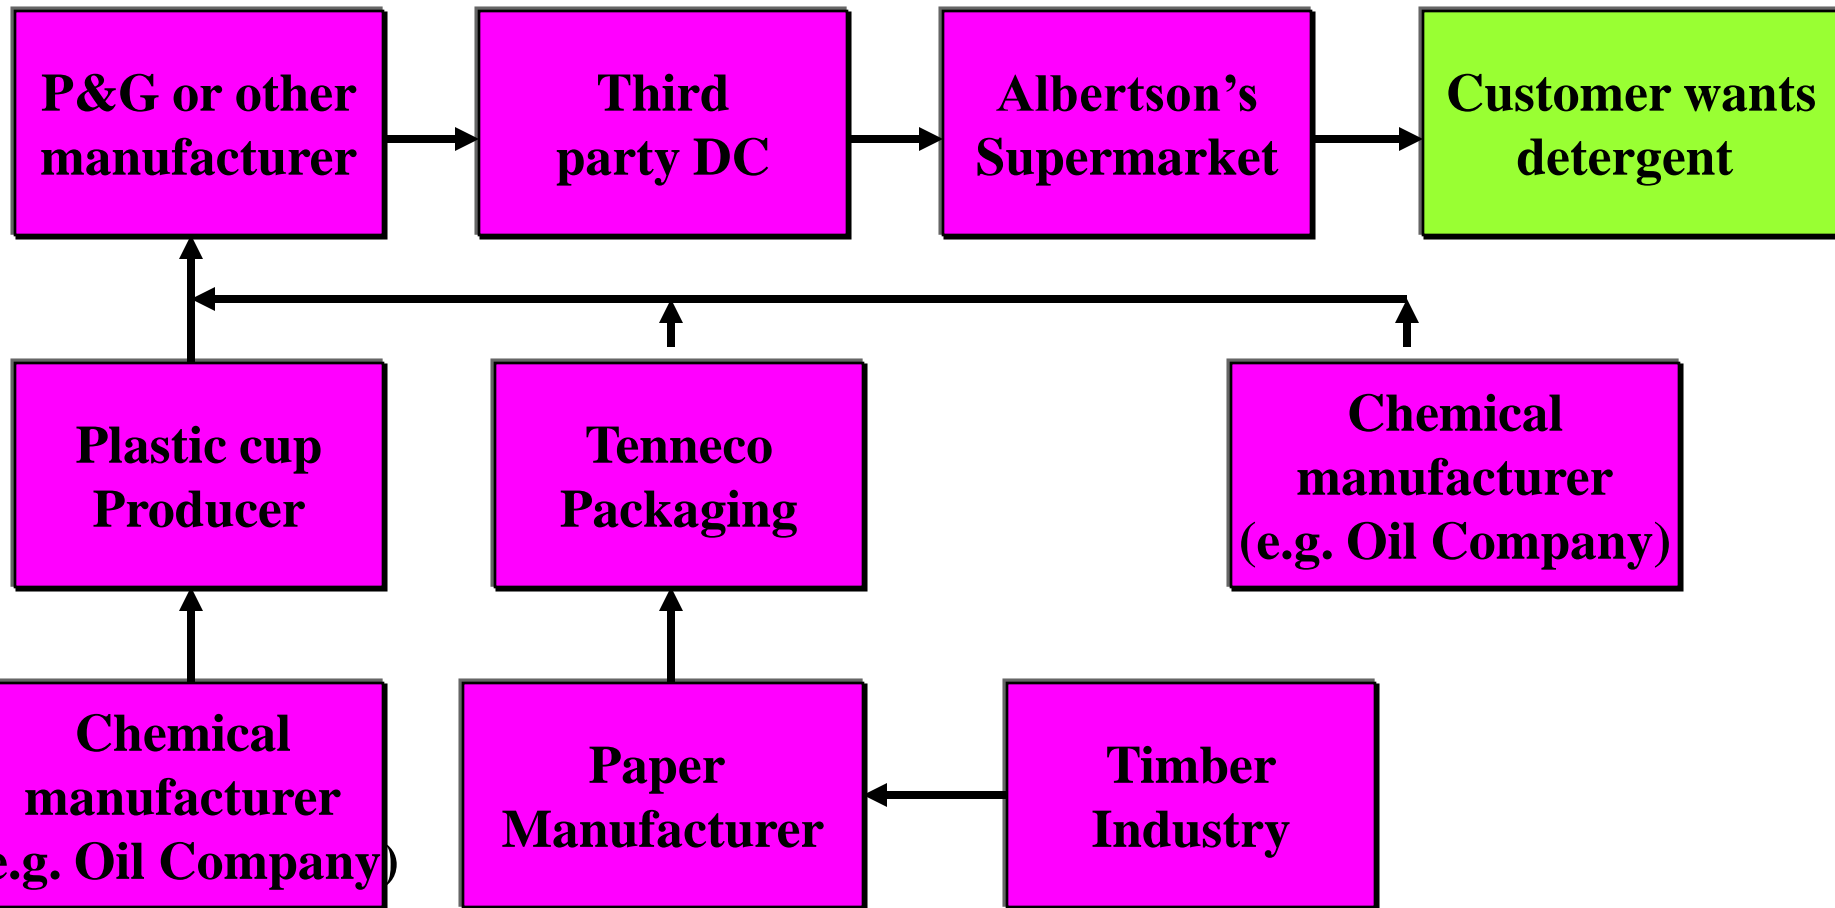 P&G or other
manufacturer
Third
party DC
Albertson’s
Supermarket
Customer wants
detergent
Plastic cup
Producer
Tenneco
Packaging
Chemical
manufacturer
(e.g. Oil Company)
Chemical
manufacturer
e.g. Oil Company)
Paper
Manufacturer
Timber
Industry